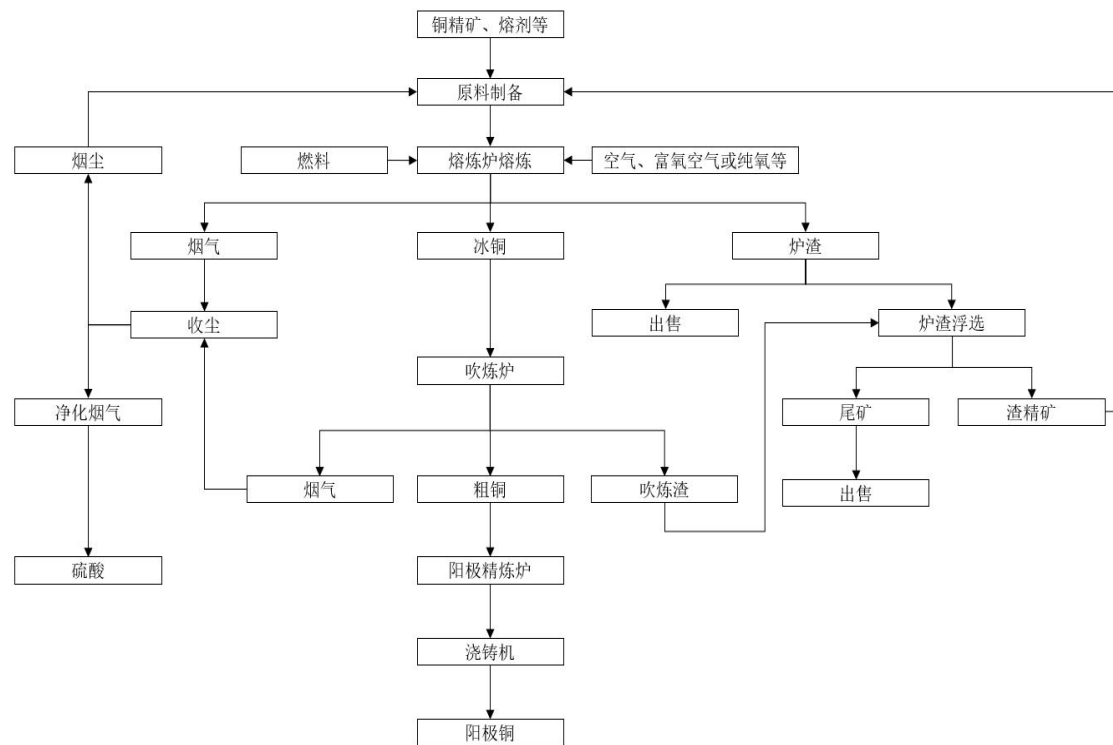 铜精矿、熔剂等
原料制备
烟尘
燃料
熔炼炉熔炼
空气、富氧空气或纯氧等
烟气
冰铜
炉渣
收尘
出售
炉渣浮选
吹炼炉
净化烟气
尾矿
渣精矿
烟气
粗铜
吹炼渣
出售
硫酸
阳极精炼炉
浇铸机
阳极铜